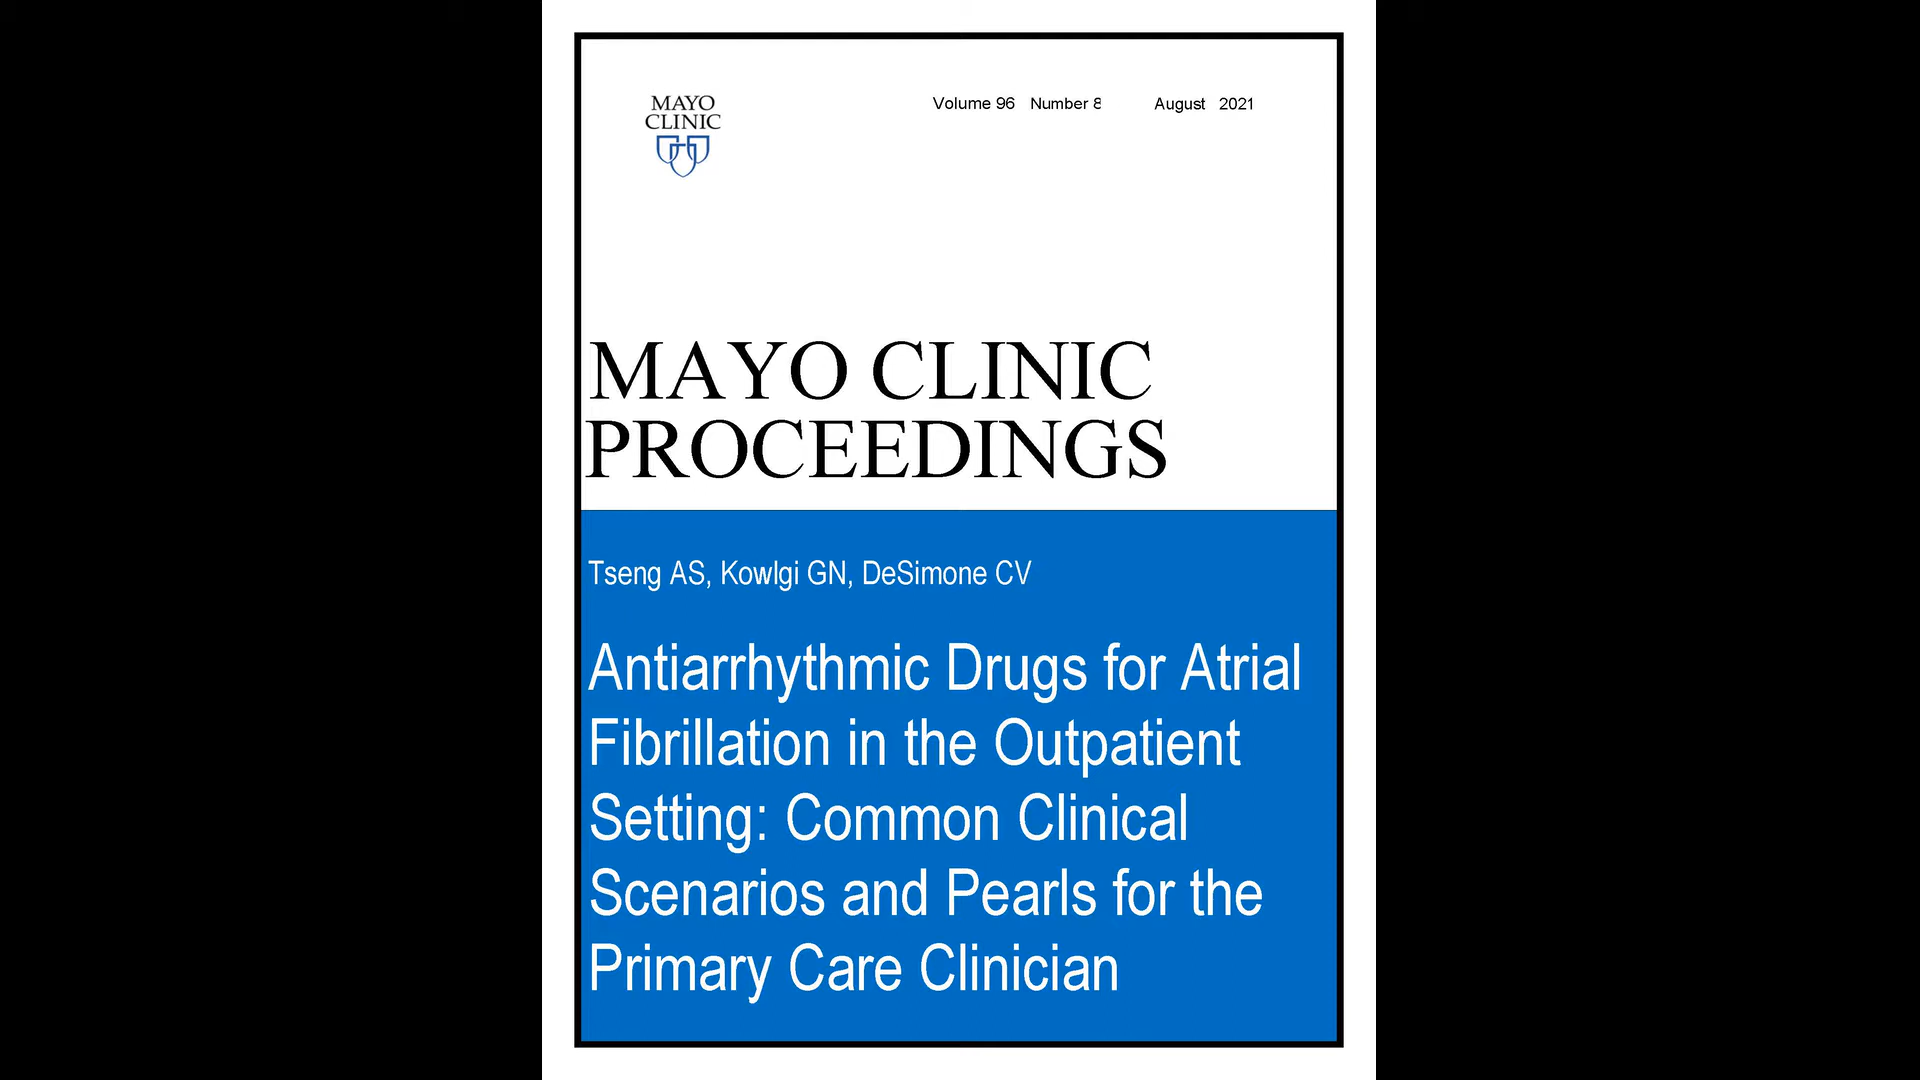 MAYO
CLINIC
Volume 96 Number 8 August 2021
MAYO CLINIC
PROCEEDINGS
Tseng AS, Kowlgi GN, DeSimone CV
Antiarrhythmic Drugs for Atrial
Fibrillation in the Outpatient
Setting: Common Clinical
Scenarios and Pearls for the
Primary Care Clinician